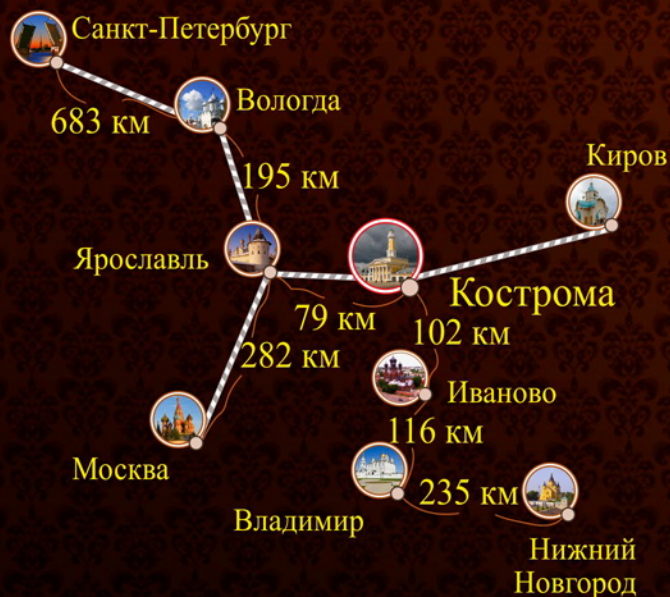 Санкт-Петербург
683 км
Вологда
195 км
Киров
Ярославль
Кострома
79 км
102 км
282 км
Иваново
116 км
Москва
235 км
Владимир
Нижний
Новгород